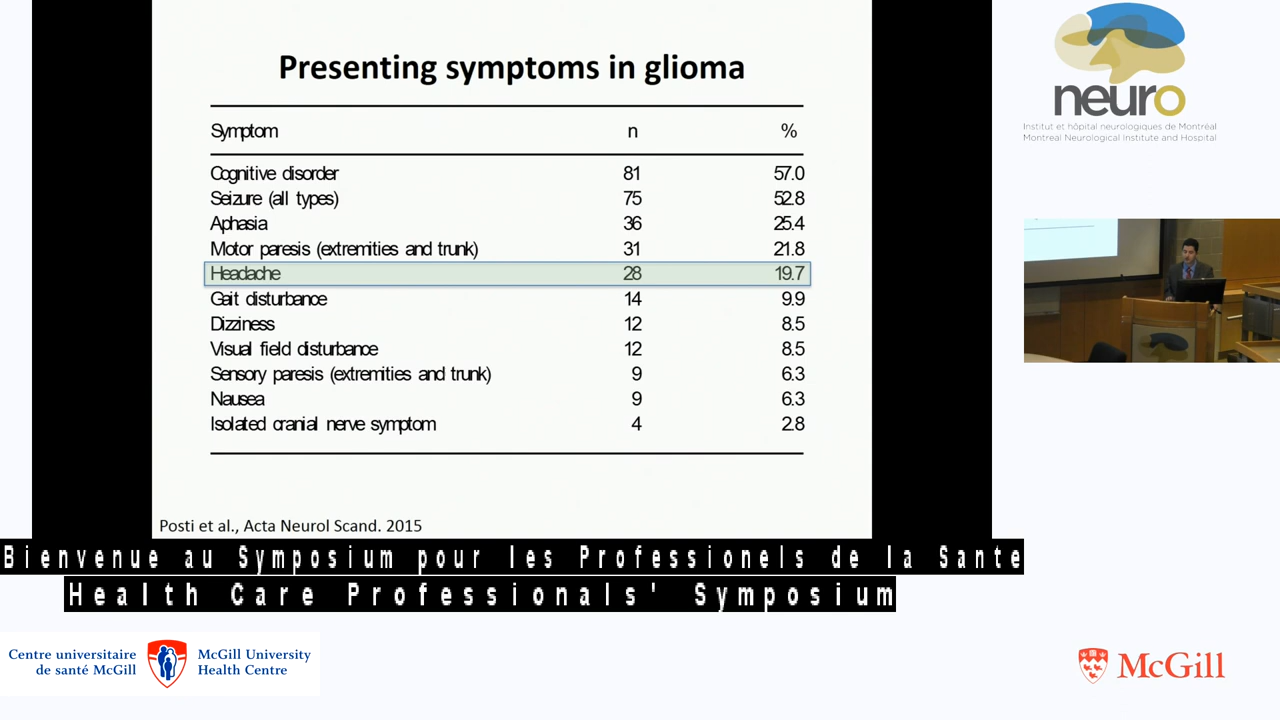 Presenting symptoms in glioma
Symptom n %
Cognitive disorder 81 57.0
Seizure (all types) 75 52.8
Aphasia 36 25.4
Motor paresis (extremities and trunk) 31 21.8
Headache 28 19.7
Gait disturbance 14 9.9
Dizziness 12 8.5
Visual field disturbance 12 8.5
Sensory paresis (extremities and trunk) 9 6.3
Nausea 9 6.3
Isolated cranial nerve symptom 4 2.8
Posti et al., Acta Neurol Scand. 2015
neuro
Institut et hôpital neurologiques de Montréal
Montreal Neurological Institute and Hospital
Bienvenue au Symposium pour les Professionels de la Sante
Health Care Professionals' Symposium
Centre universitaire
de santé McGill
McGill University
Health Centre
McGill